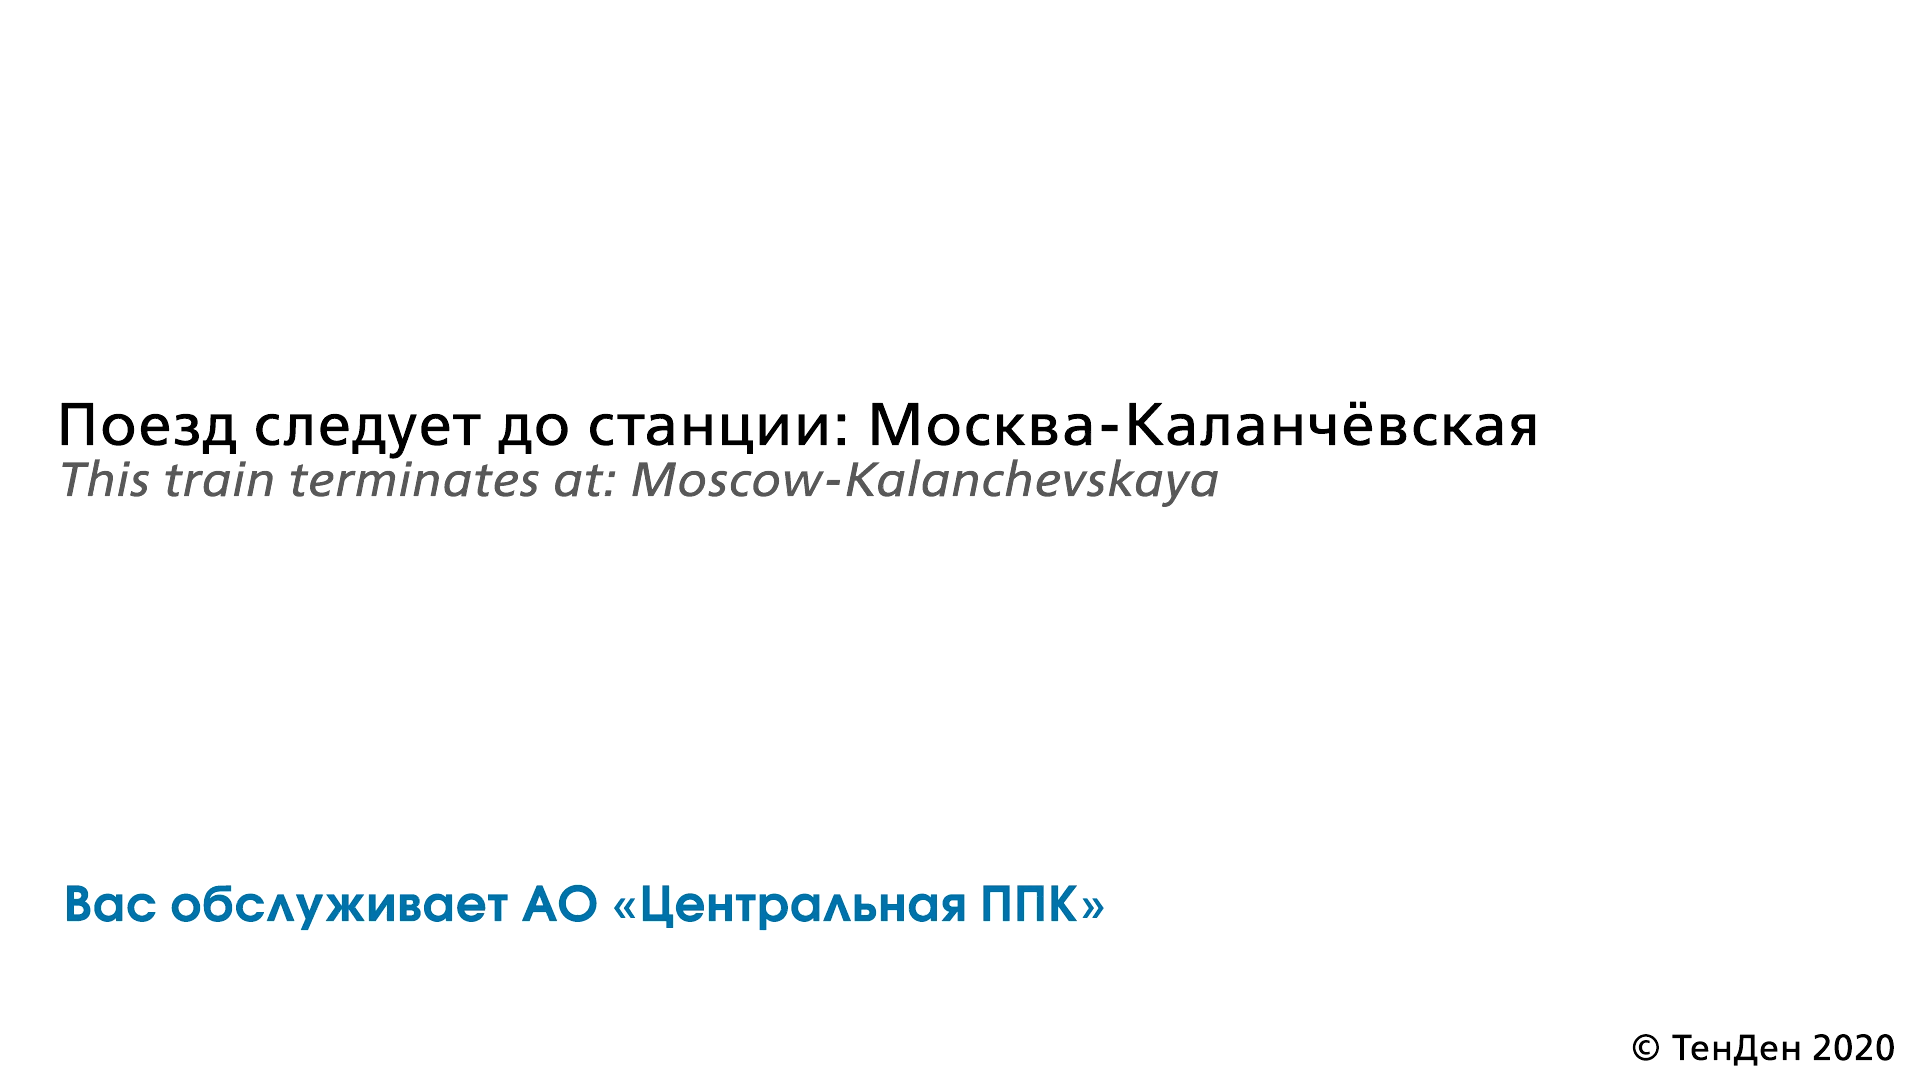 Поезд следует до станции: Москва-Каланчёвская
This train terminates at: Moscow-Kalanchevskaya
Вас обслуживает АО «Центральная ППК»
© ТенДен 2020